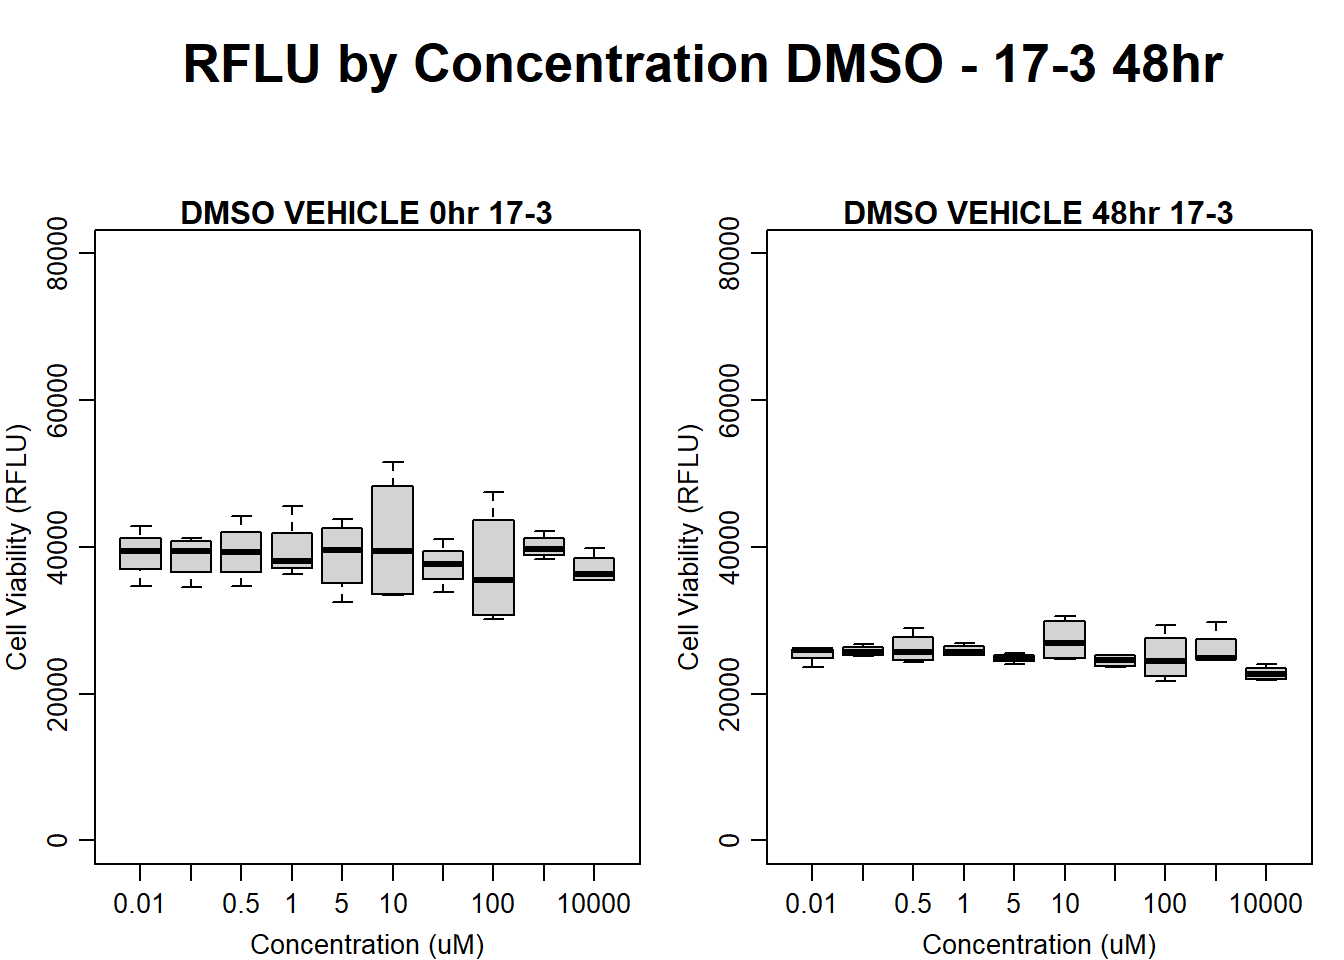 RFLU by Concentration DMSO - 17-3 48hr
DMSO VEHICLE 0hr 17-3
Cell Viability (RFLU)
80000
60000
40000
20000
0
0.01 0.5 1 5 10 100 10000
Concentration (uM)
DMSO VEHICLE 48hr 17-3
Cell Viability (RFLU)
80000
60000
40000
20000
0
0.01 0.5 1 5 10 100 10000
Concentration (uM)